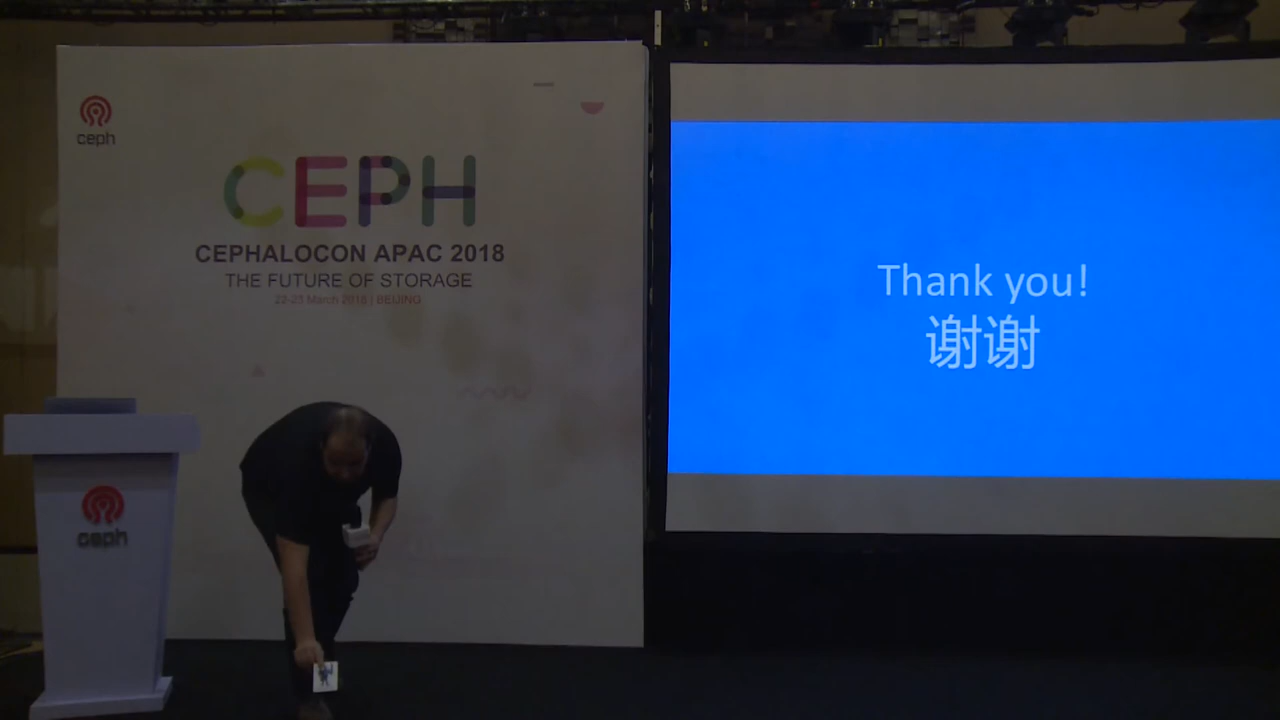 ceph
CEPH
CEPHALOCON APAC 2018
THE FUTURE OF STORAGE
22-23 March 2018 | BEIJING
ceph
Thank you!
谢谢